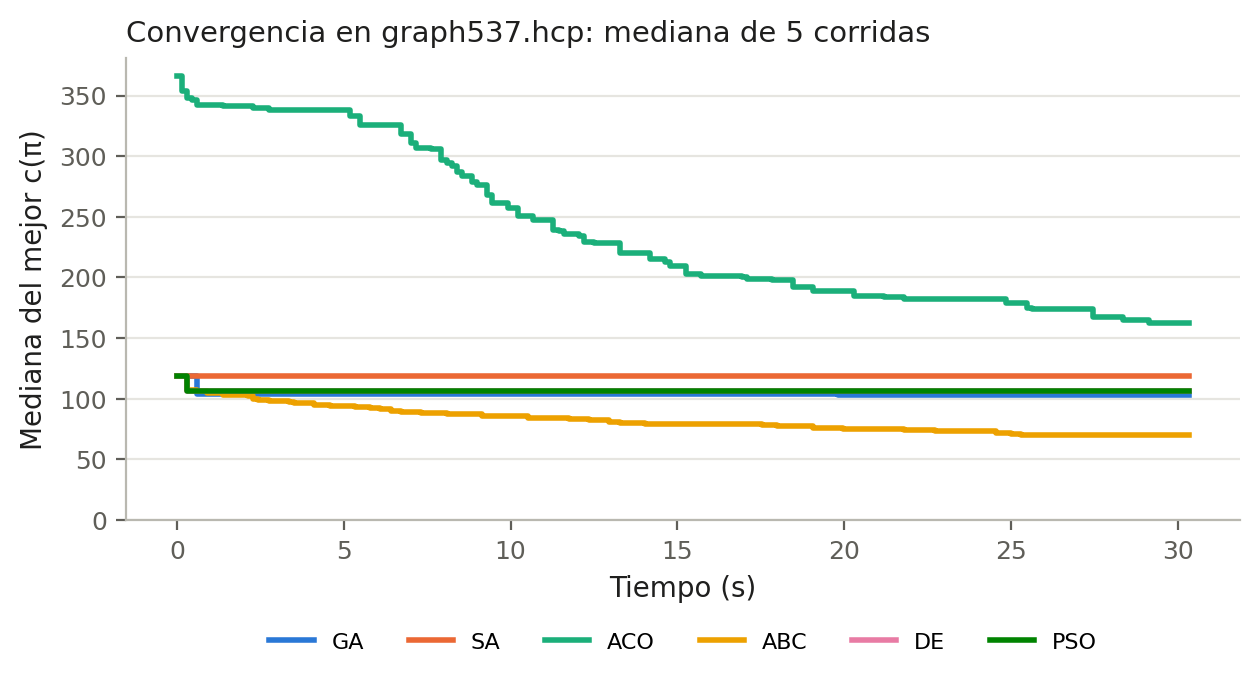 Convergencia en graph537.hcp: mediana de 5 corridas
Mediana del mejor c(π)
350
300
250
200
150
100
50
0
0 5 10 15 20 25 30
Tiempo (s)
GA SA ACO ABC DE PSO